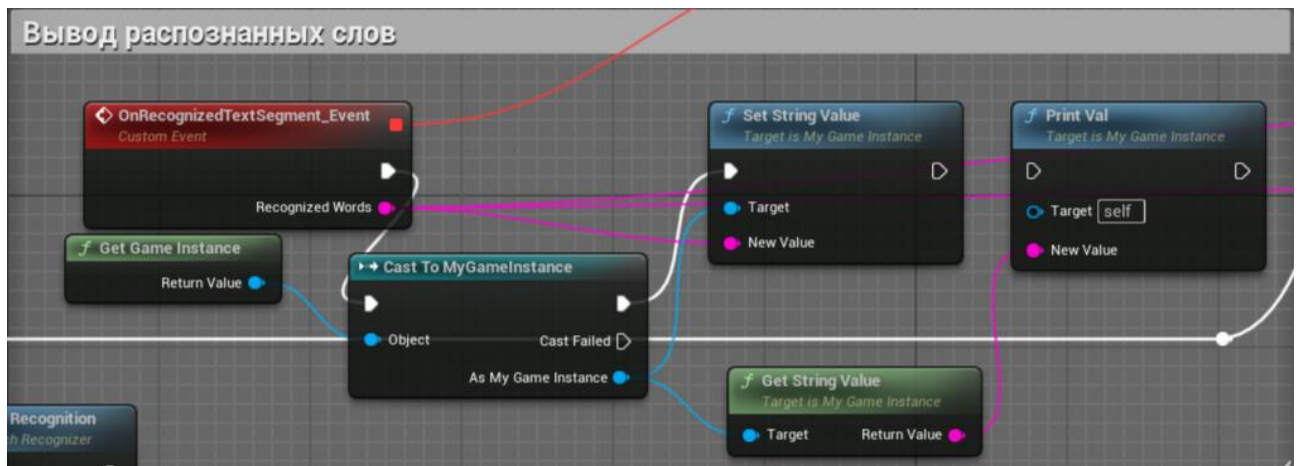 Вывод распознанных слов
OnRecognizedTextSegment_Event
Custom Event
Recognized Words
f Get Game Instance
Return Value
Cast To MyGameInstance
Object
Cast Failed
As My Game Instance
f Set String Value
Target is My Game Instance
Target
New Value
f Print Val
Target is My Game Instance
Target self
New Value
f Get String Value
Target is My Game Instance
Target Return Value
Recognition
Recognizer